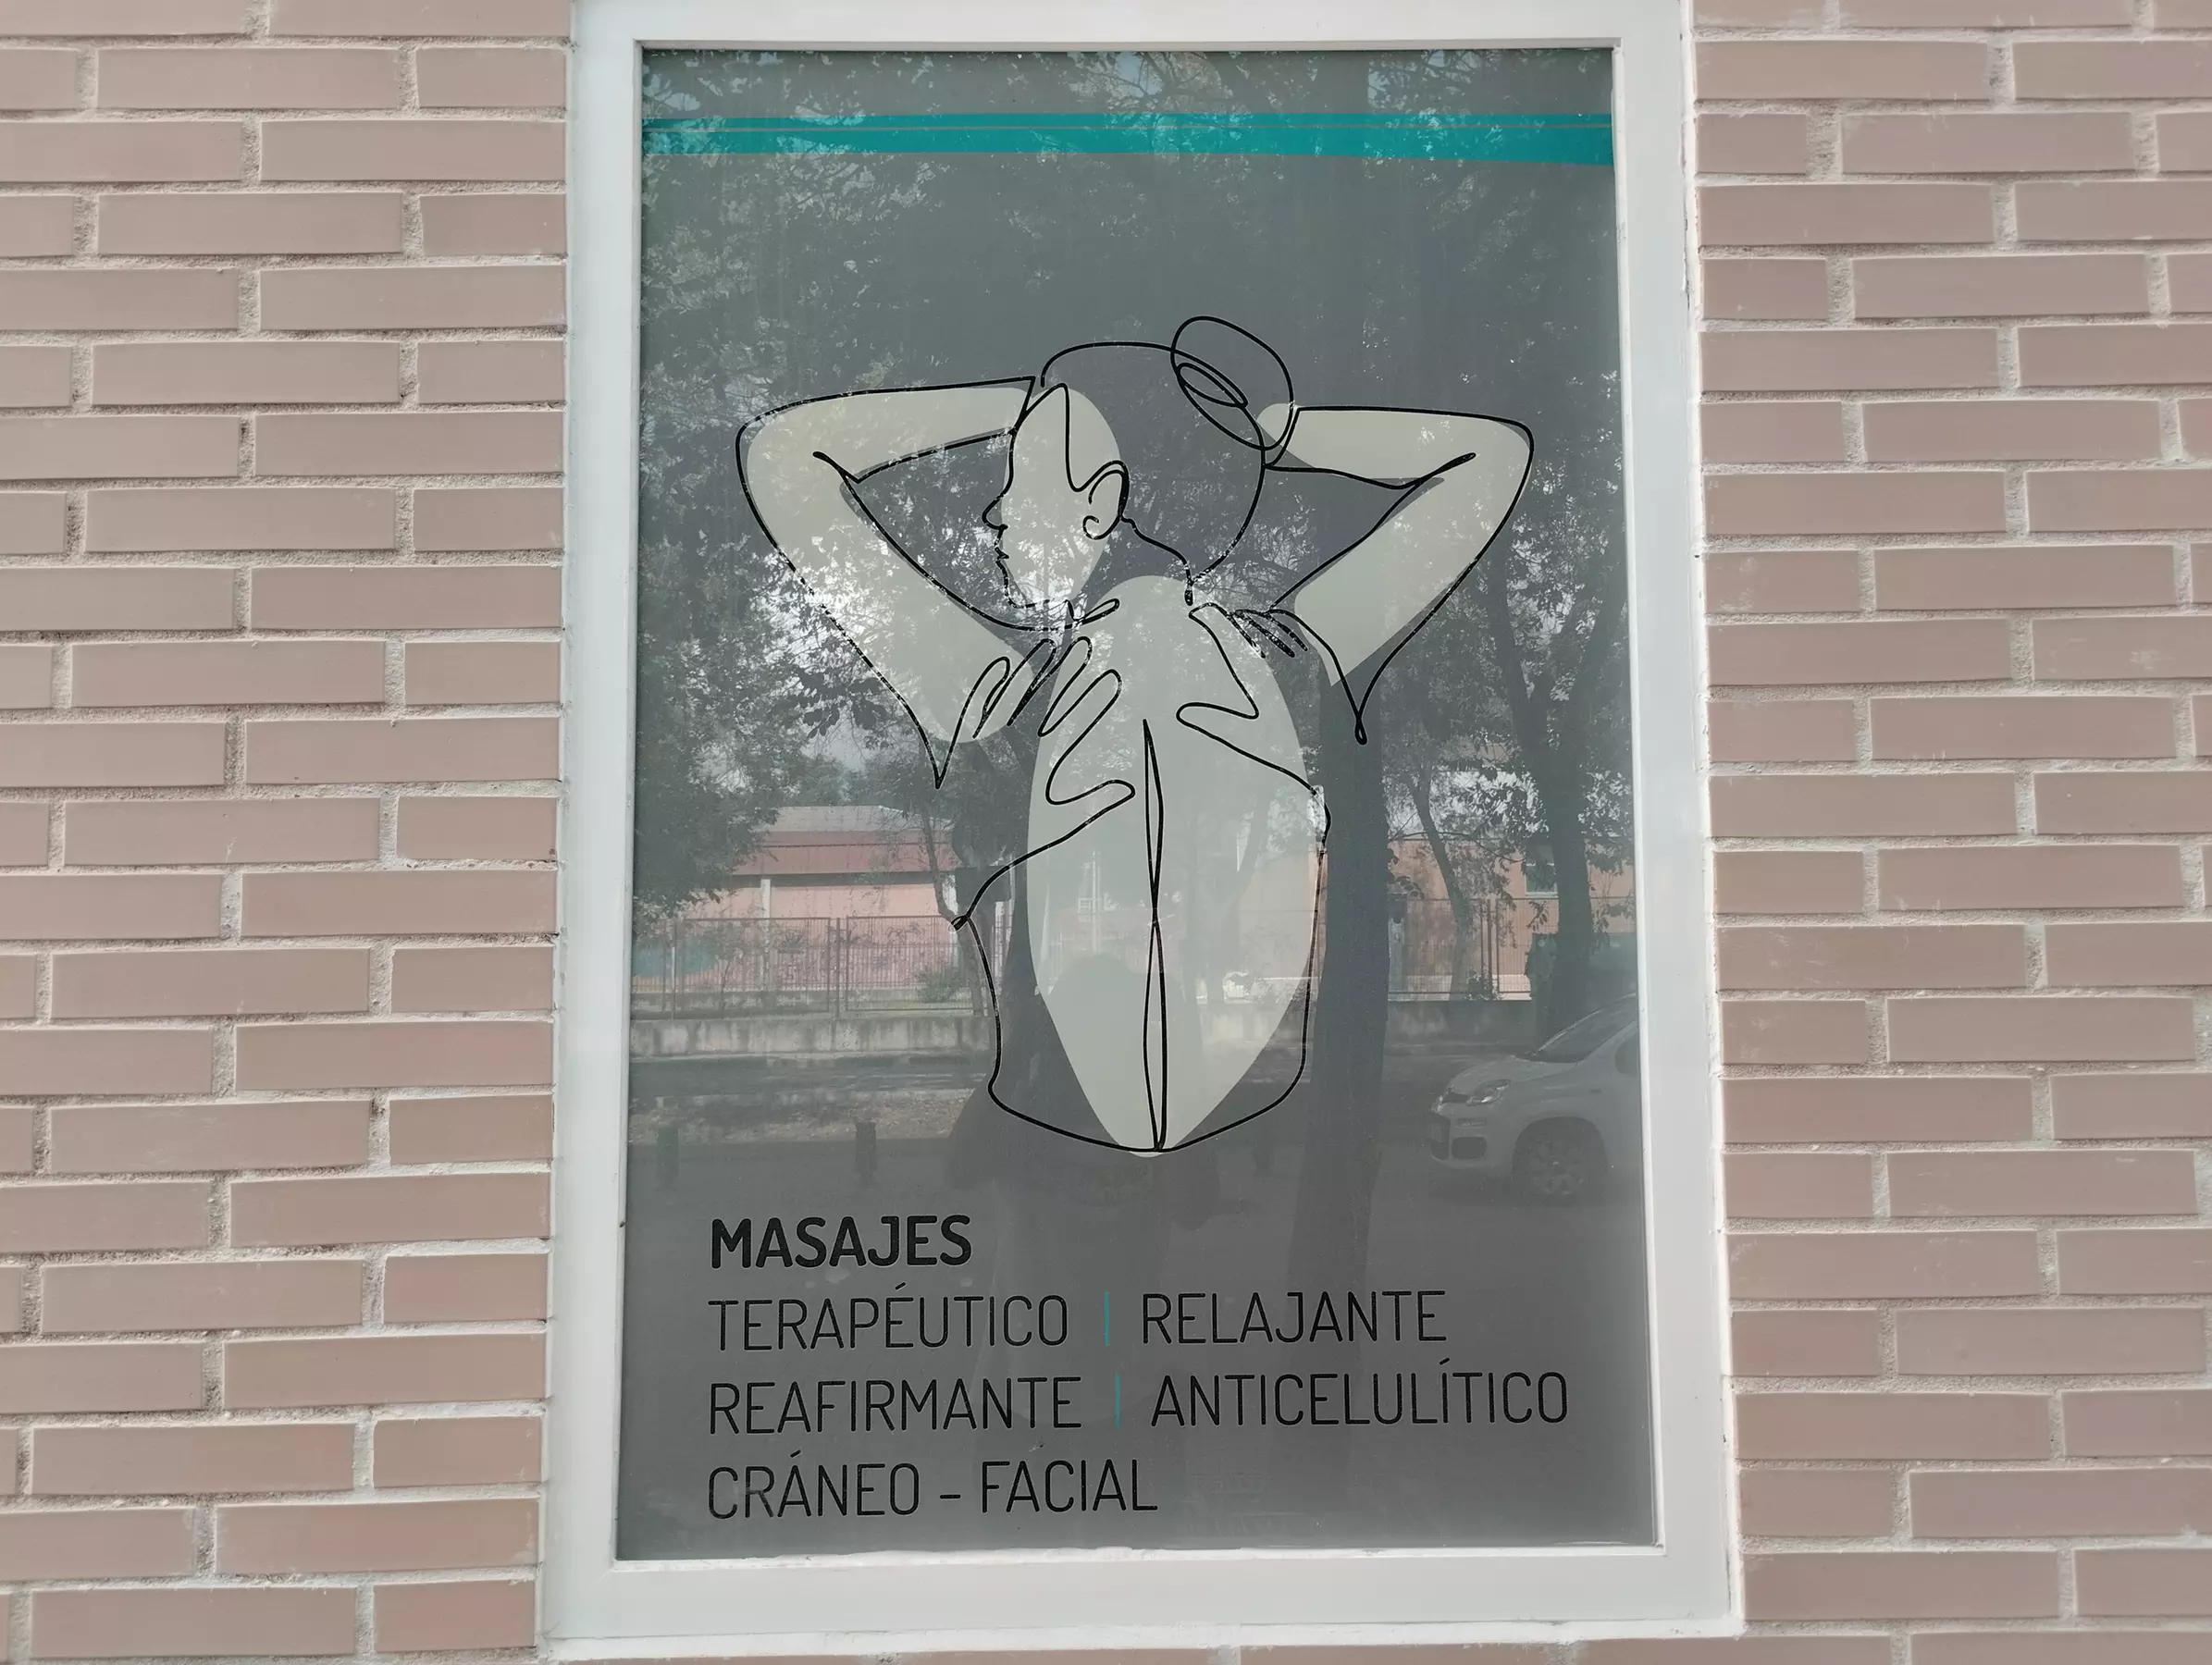 MASAJES
TERAPÉUTICO | RELAJANTE
REAFIRMANTE | ANTICELULÍTICO
CRÁNEO - FACIAL